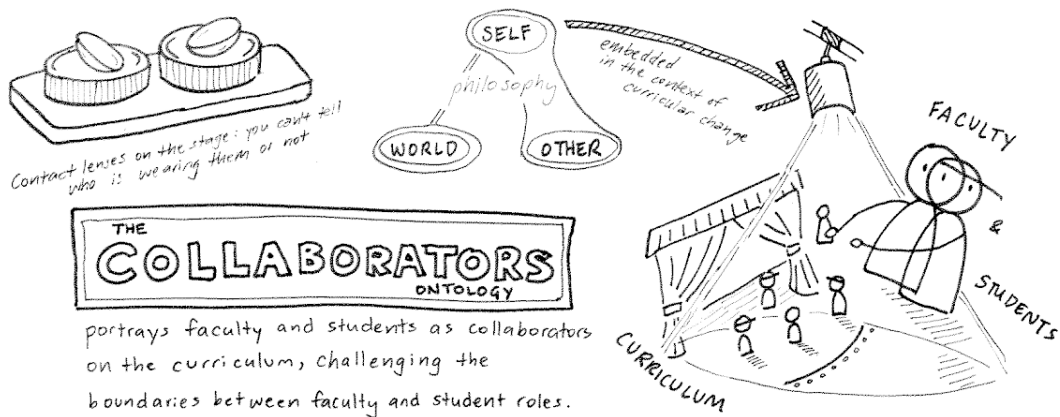 Contact lenses on the stage: you can't tell
who is wearing them or not
SELF
philosophy
WORLD
OTHER
embedded
in the context of
curricular change
FACULTY
&
STUDENTS
CURRICULUM
THE
COLLABORATORS
ONTOLOGY
portrays faculty and students as collaborators
on the curriculum, challenging the
boundaries between faculty and student roles.